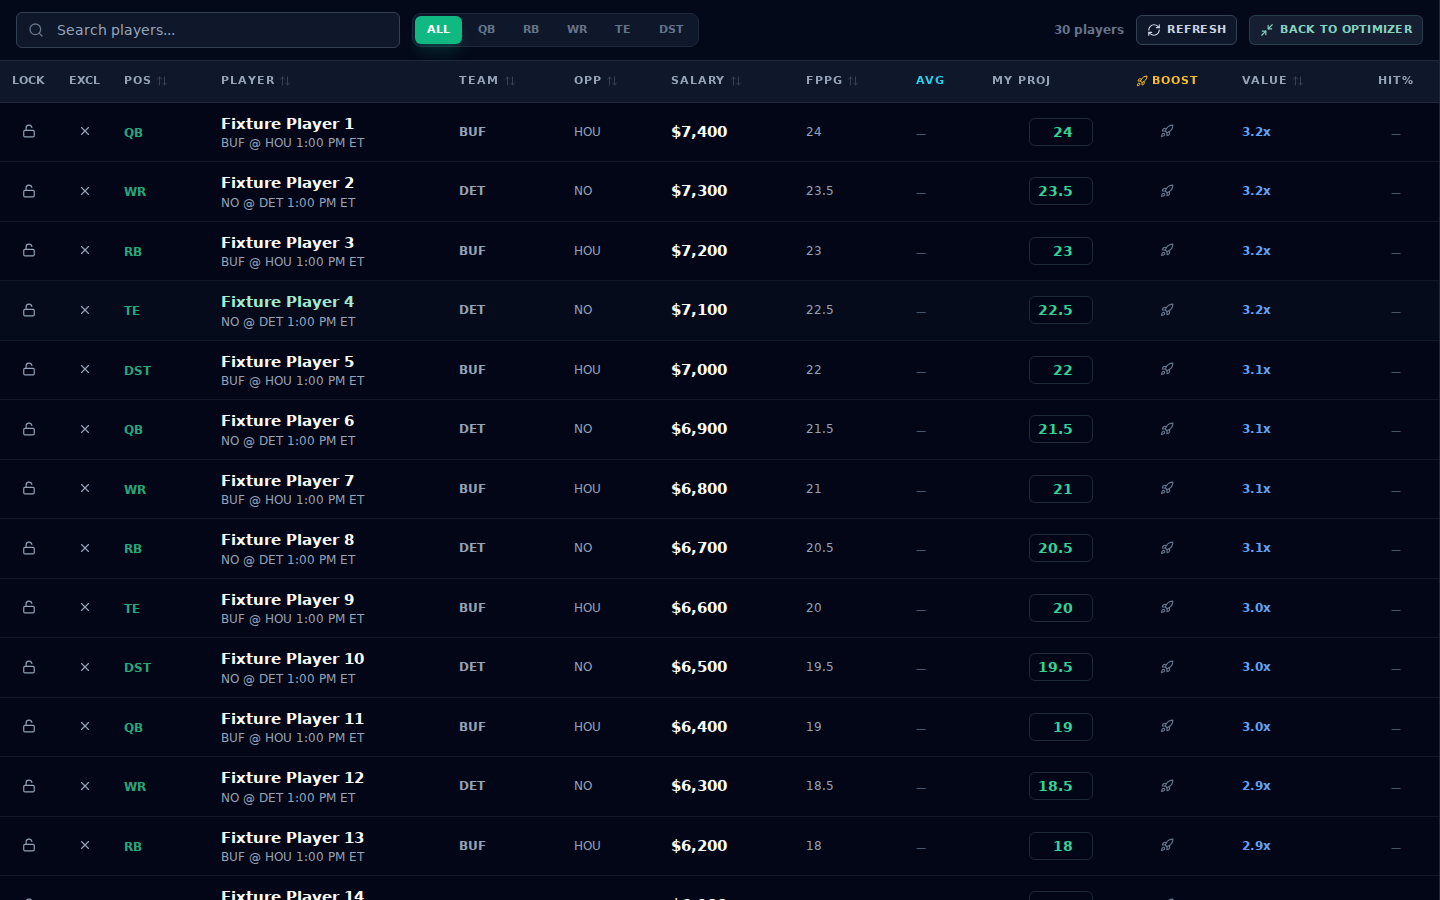 Search players... ALL QB RB WR TE DST 30 players REFRESH BACK TO OPTIMIZER
LOCK EXCL POS PLAYER TEAM OPP SALARY FPPG AVG MY PROJ BOOST VALUE HIT%
QB Fixture Player 1 BUF HOU $7,400 24 — 24 3.2x —
BUF @ HOU 1:00 PM ET
WR Fixture Player 2 DET NO $7,300 23.5 — 23.5 3.2x —
NO @ DET 1:00 PM ET
RB Fixture Player 3 BUF HOU $7,200 23 — 23 3.2x —
BUF @ HOU 1:00 PM ET
TE Fixture Player 4 DET NO $7,100 22.5 — 22.5 3.2x —
NO @ DET 1:00 PM ET
DST Fixture Player 5 BUF HOU $7,000 22 — 22 3.1x —
BUF @ HOU 1:00 PM ET
QB Fixture Player 6 DET NO $6,900 21.5 — 21.5 3.1x —
NO @ DET 1:00 PM ET
WR Fixture Player 7 BUF HOU $6,800 21 — 21 3.1x —
BUF @ HOU 1:00 PM ET
RB Fixture Player 8 DET NO $6,700 20.5 — 20.5 3.1x —
NO @ DET 1:00 PM ET
TE Fixture Player 9 BUF HOU $6,600 20 — 20 3.0x —
BUF @ HOU 1:00 PM ET
DST Fixture Player 10 DET NO $6,500 19.5 — 19.5 3.0x —
NO @ DET 1:00 PM ET
QB Fixture Player 11 BUF HOU $6,400 19 — 19 3.0x —
BUF @ HOU 1:00 PM ET
WR Fixture Player 12 DET NO $6,300 18.5 — 18.5 2.9x —
NO @ DET 1:00 PM ET
RB Fixture Player 13 BUF HOU $6,200 18 — 18 2.9x —
BUF @ HOU 1:00 PM ET
Fixture Player 14